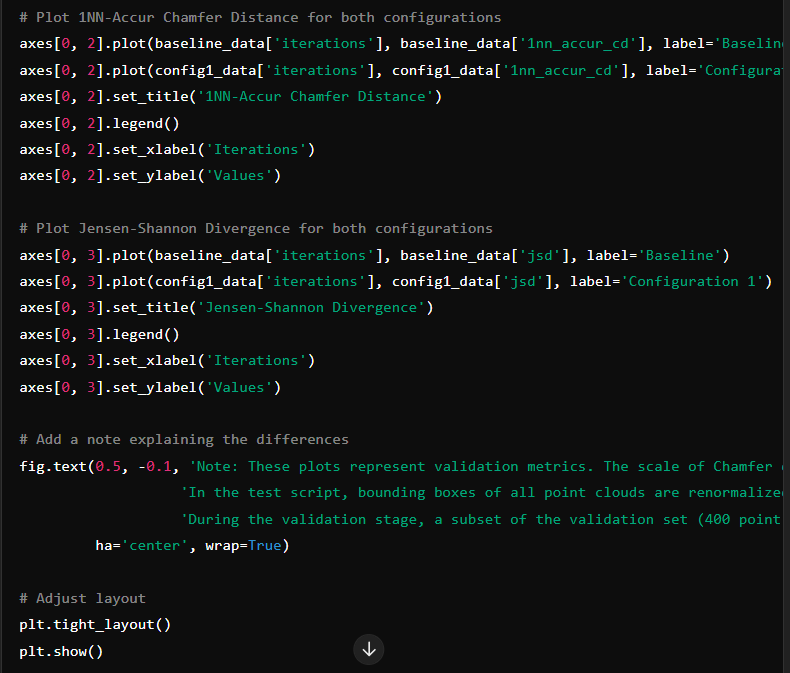 # Plot 1NN-Accur Chamfer Distance for both configurations
axes[0, 2].plot(baseline_data['iterations'], baseline_data['1nn_accur_cd'], label='Baselin
axes[0, 2].plot(config1_data['iterations'], config1_data['1nn_accur_cd'], label='Configurat
axes[0, 2].set_title('1NN-Accur Chamfer Distance')
axes[0, 2].legend()
axes[0, 2].set_xlabel('Iterations')
axes[0, 2].set_ylabel('Values')
# Plot Jensen-Shannon Divergence for both configurations
axes[0, 3].plot(baseline_data['iterations'], baseline_data['jsd'], label='Baseline')
axes[0, 3].plot(config1_data['iterations'], config1_data['jsd'], label='Configuration 1')
axes[0, 3].set_title('Jensen-Shannon Divergence')
axes[0, 3].legend()
axes[0, 3].set_xlabel('Iterations')
axes[0, 3].set_ylabel('Values')
# Add a note explaining the differences
fig.text(0.5, -0.1, 'Note: These plots represent validation metrics. The scale of Chamfer
'In the test script, bounding boxes of all point clouds are renormalized
'During the validation stage, a subset of the validation set (400 point
ha='center', wrap=True)
# Adjust layout
plt.tight_layout()
plt.show()